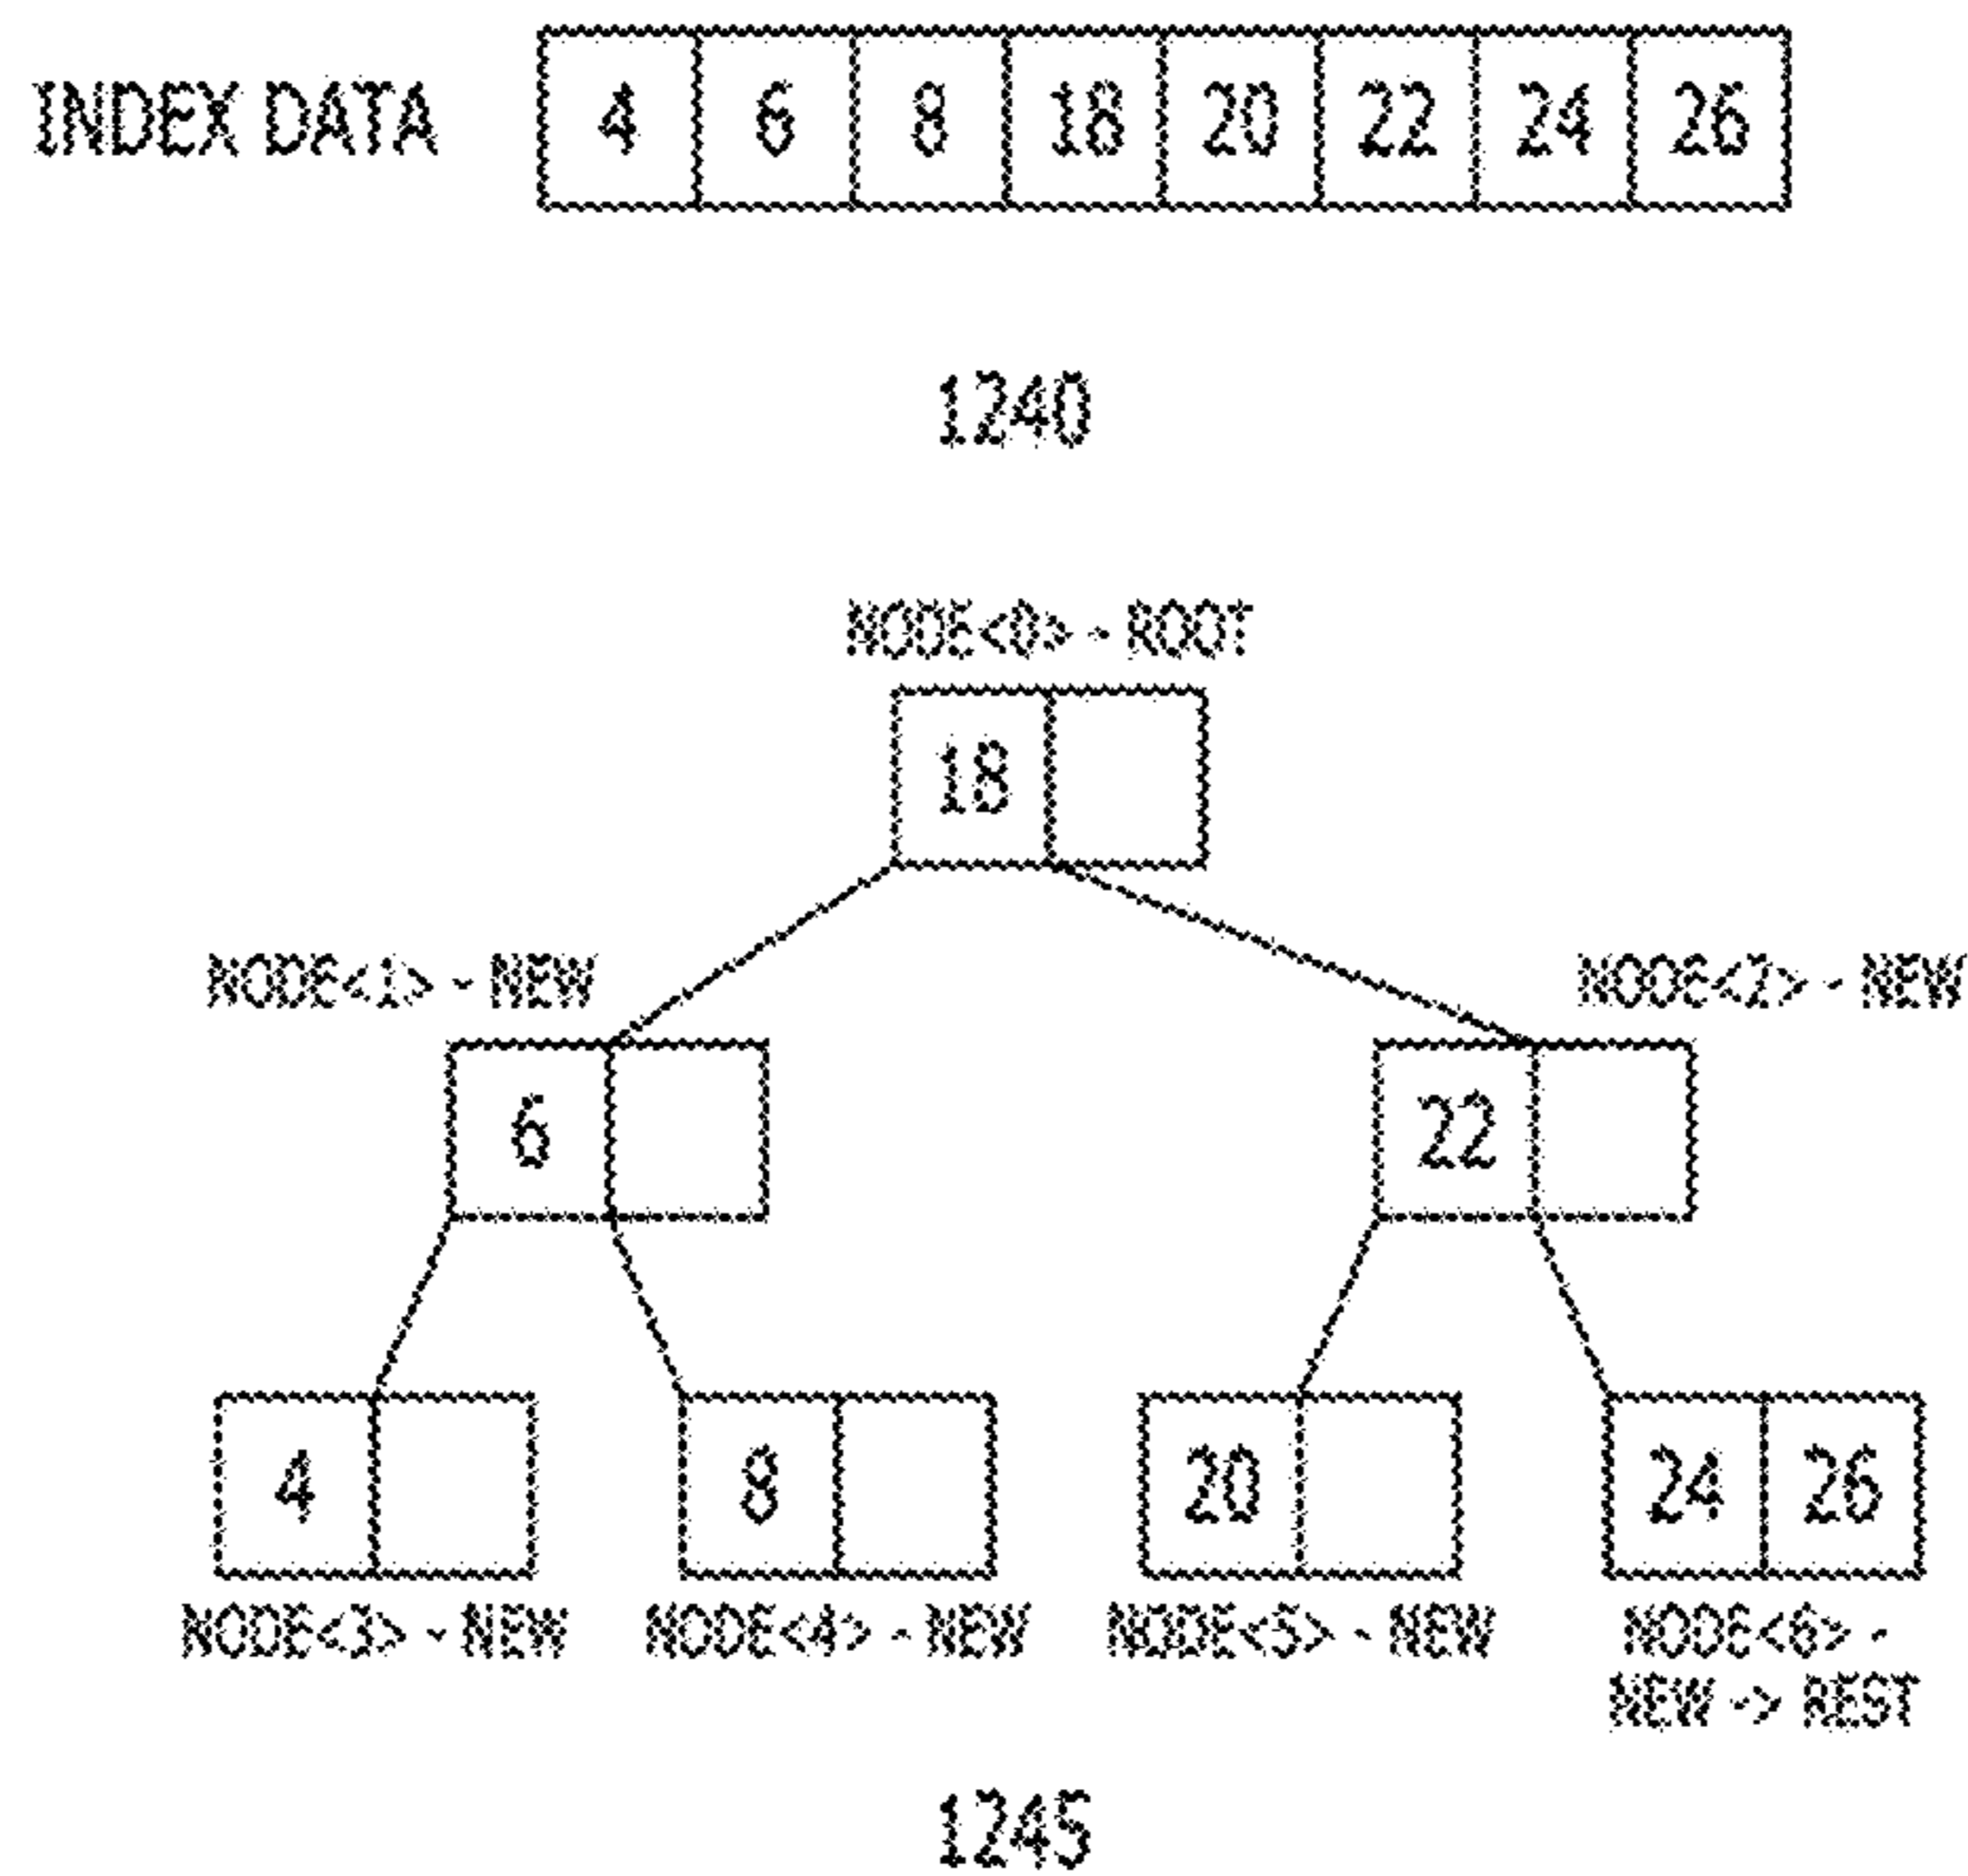 INDEX DATA 4 6 8 18 20 22 24 26
1240
NODE<0> - ROOT
18
NODE<1> - NEW NODE<2> - NEW
6 22
4 8 20 24 26
NODE<3> - NEW NODE<4> - NEW NODE<5> - NEW NODE<6> -
NEW -> REST
1245